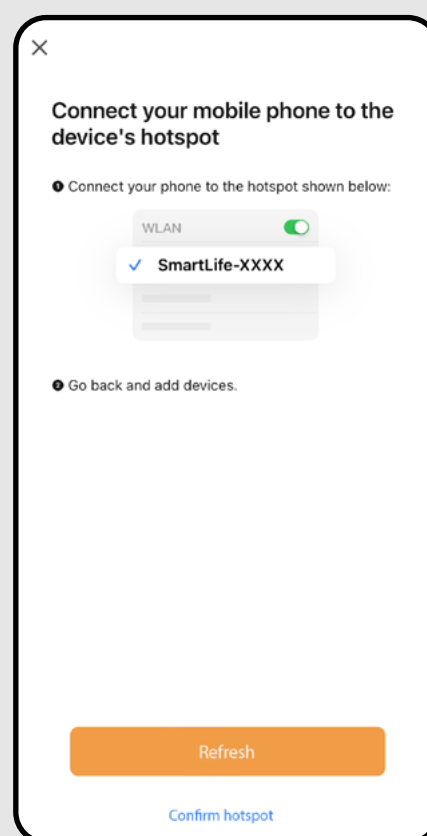 Connect your mobile phone to the
device's hotspot
❶ Connect your phone to the hotspot shown below:
WLAN
✓ SmartLife-XXXX
❷ Go back and add devices.
Refresh
Confirm hotspot